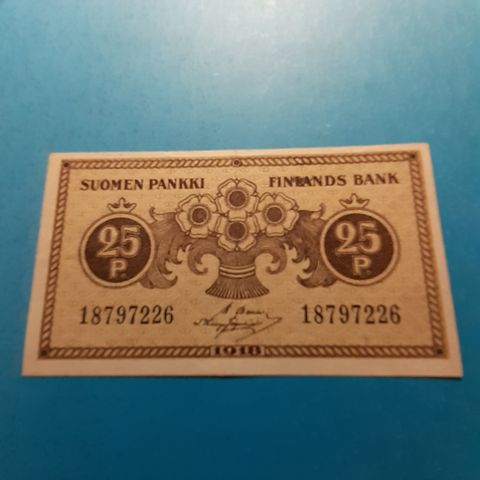 SUOMEN PANKKI FINLANDS BANK
25 P. 25 P.
18797226 18797226
1918